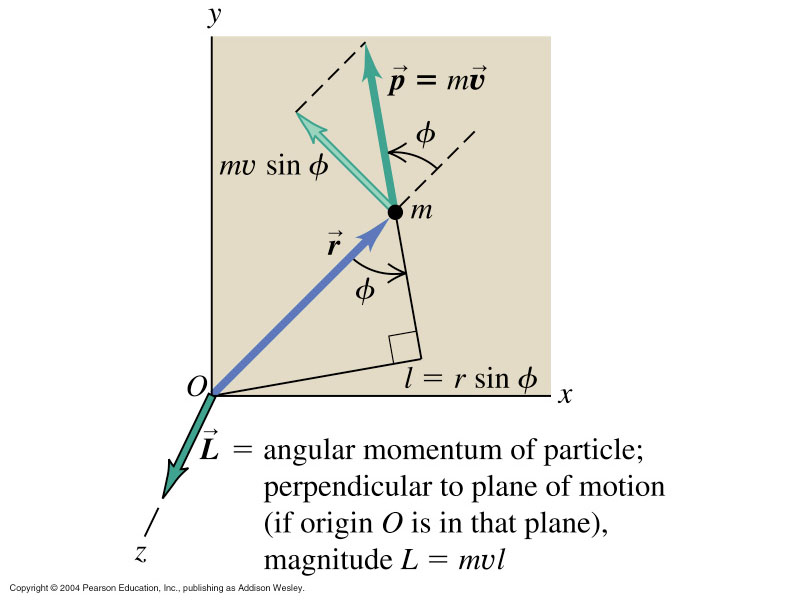 y
p⃗ = mv⃗
ϕ
mv sin ϕ
m
r⃗
ϕ
O
l = r sin ϕ
x
L⃗ = angular momentum of particle;
perpendicular to plane of motion
(if origin O is in that plane),
magnitude L = mvl
z
Copyright © 2004 Pearson Education, Inc., publishing as Addison Wesley.